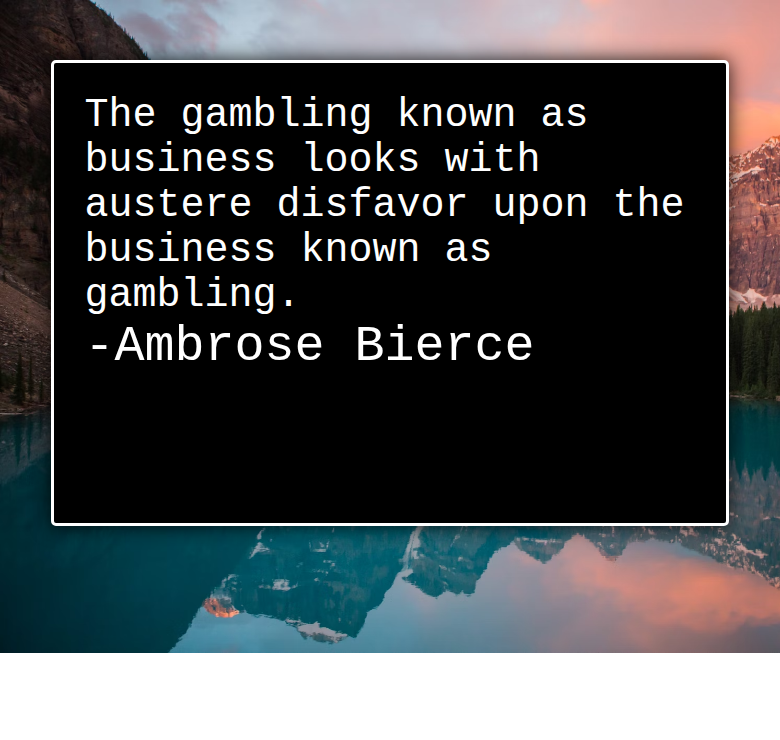 The gambling known as
business looks with
austere disfavor upon the
business known as
gambling.
-Ambrose Bierce